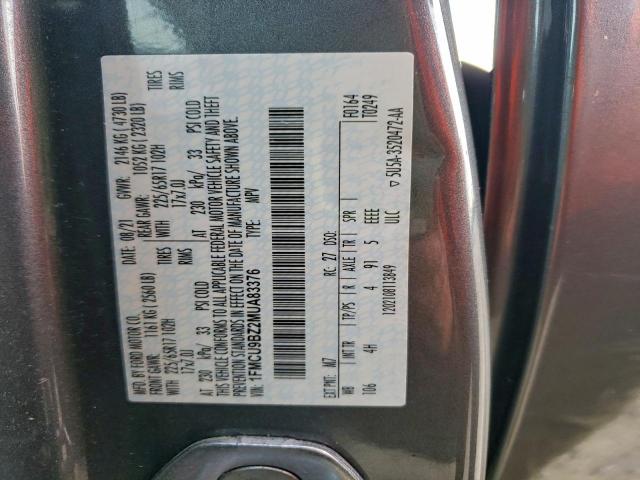 MFD. BY FORD MOTOR CO.
DATE: 08/21 GVWR: 2146 KG ( 4730 LB)
FRONT GAWR: 1161 KG ( 2560 LB) REAR GAWR: 1052 KG ( 2320 LB)
WITH 225/65R17 102H WITH 225/65R17 102H TIRES
17x7.0J 17x7.0J RIMS
AT 230 kPa/ 33 PSI COLD AT 230 kPa/ 33 PSI COLD
THIS VEHICLE CONFORMS TO ALL APPLICABLE FEDERAL MOTOR VEHICLE SAFETY AND THEFT
PREVENTION STANDARDS IN EFFECT ON THE DATE OF MANUFACTURE SHOWN ABOVE.
VIN: 1FMCU9BZ2MUA83376 TYPE: MPV
F0164
T0249
EXT PNT: M7 RC: 27 DSO:
WB INT TR TP/PS R AXLE TR SPR
106 4H 4 91 5 EEEE
12021081138​49 ULC
▽ 5U5A-3520472-AA